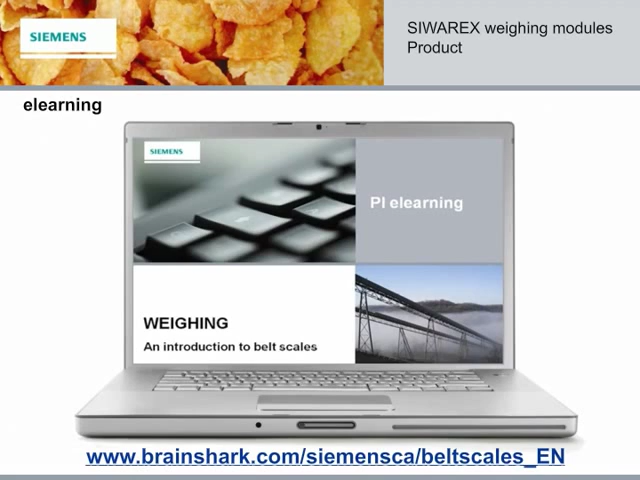 SIEMENS
SIWAREX weighing modules
Product
elearning
SIEMENS
PI elearning
WEIGHING
An introduction to belt scales
www.brainshark.com/siemensca/beltscales_EN